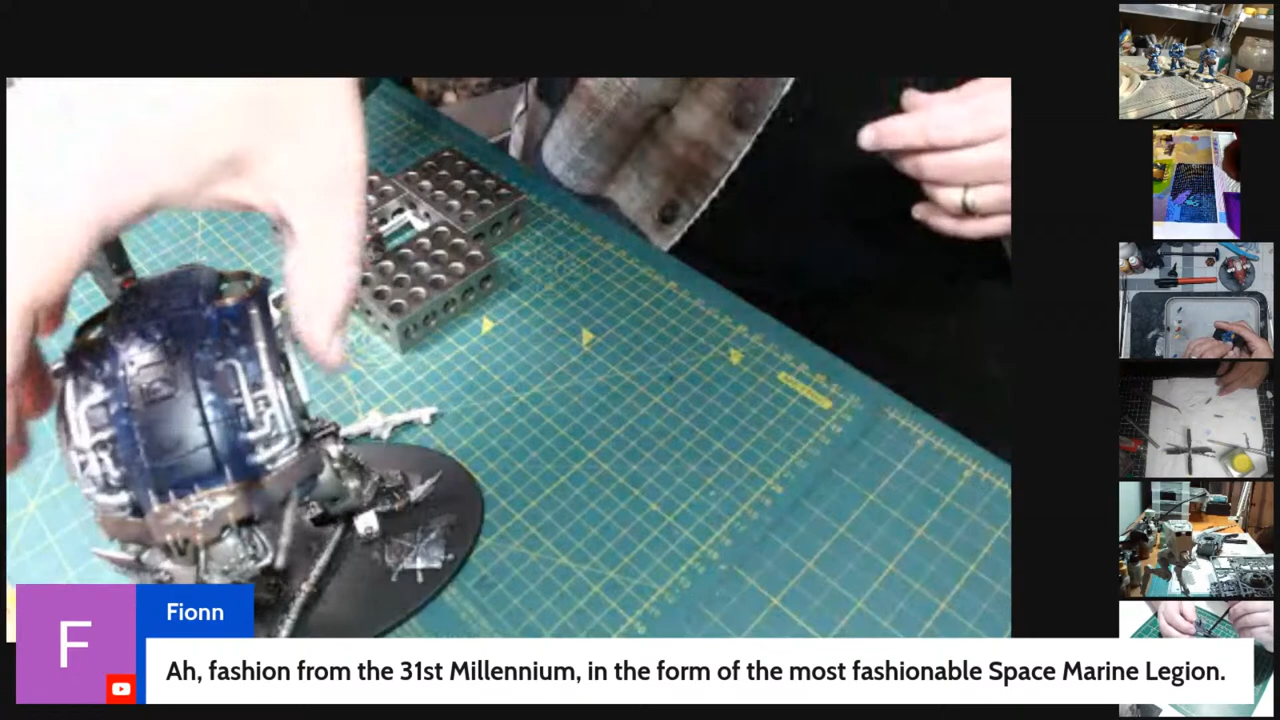 F
Fionn
Ah, fashion from the 31st Millennium, in the form of the most fashionable Space Marine Legion.